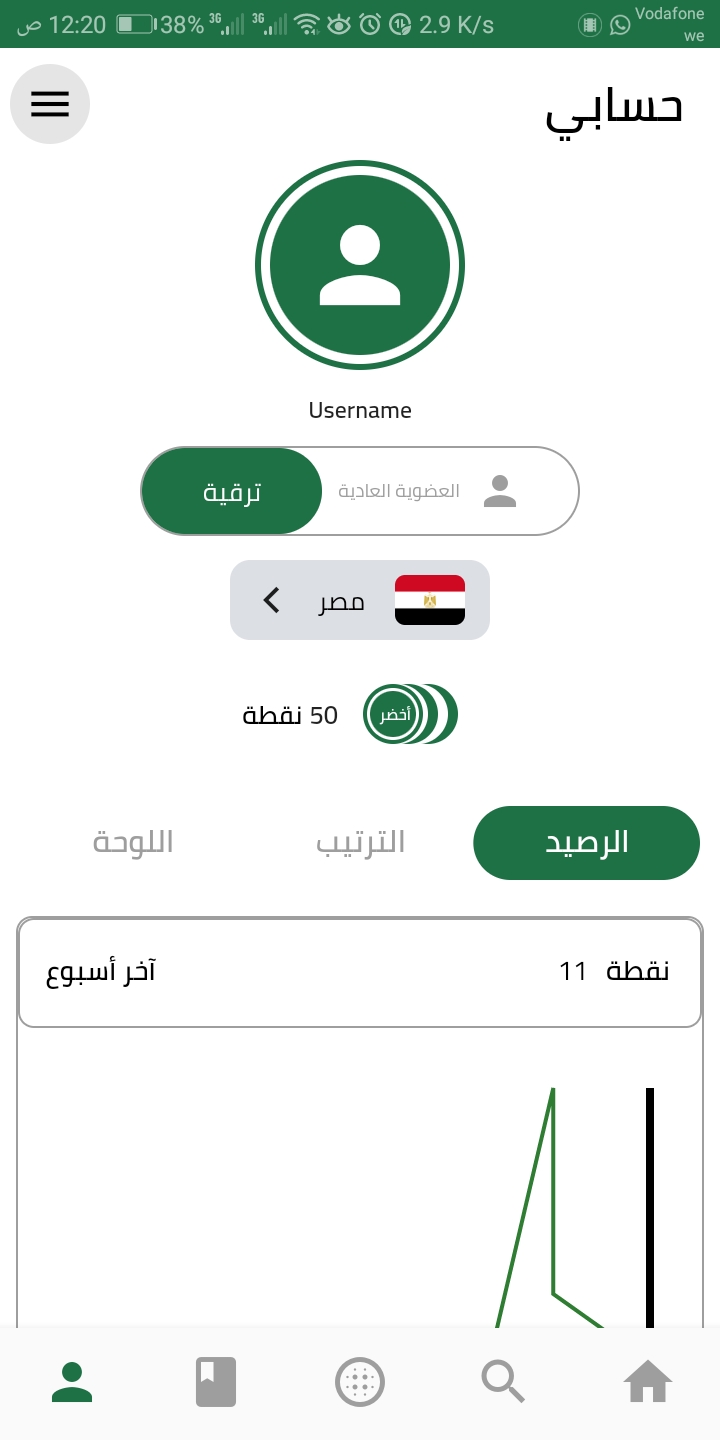 12:20 ص 38% 3G 3G 2.9 K/s Vodafone
we
حسابي
Username
العضوية العادية ترقية
مصر
أخضر 50 نقطة
الرصيد الترتيب اللوحة
نقطة 11 آخر أسبوع